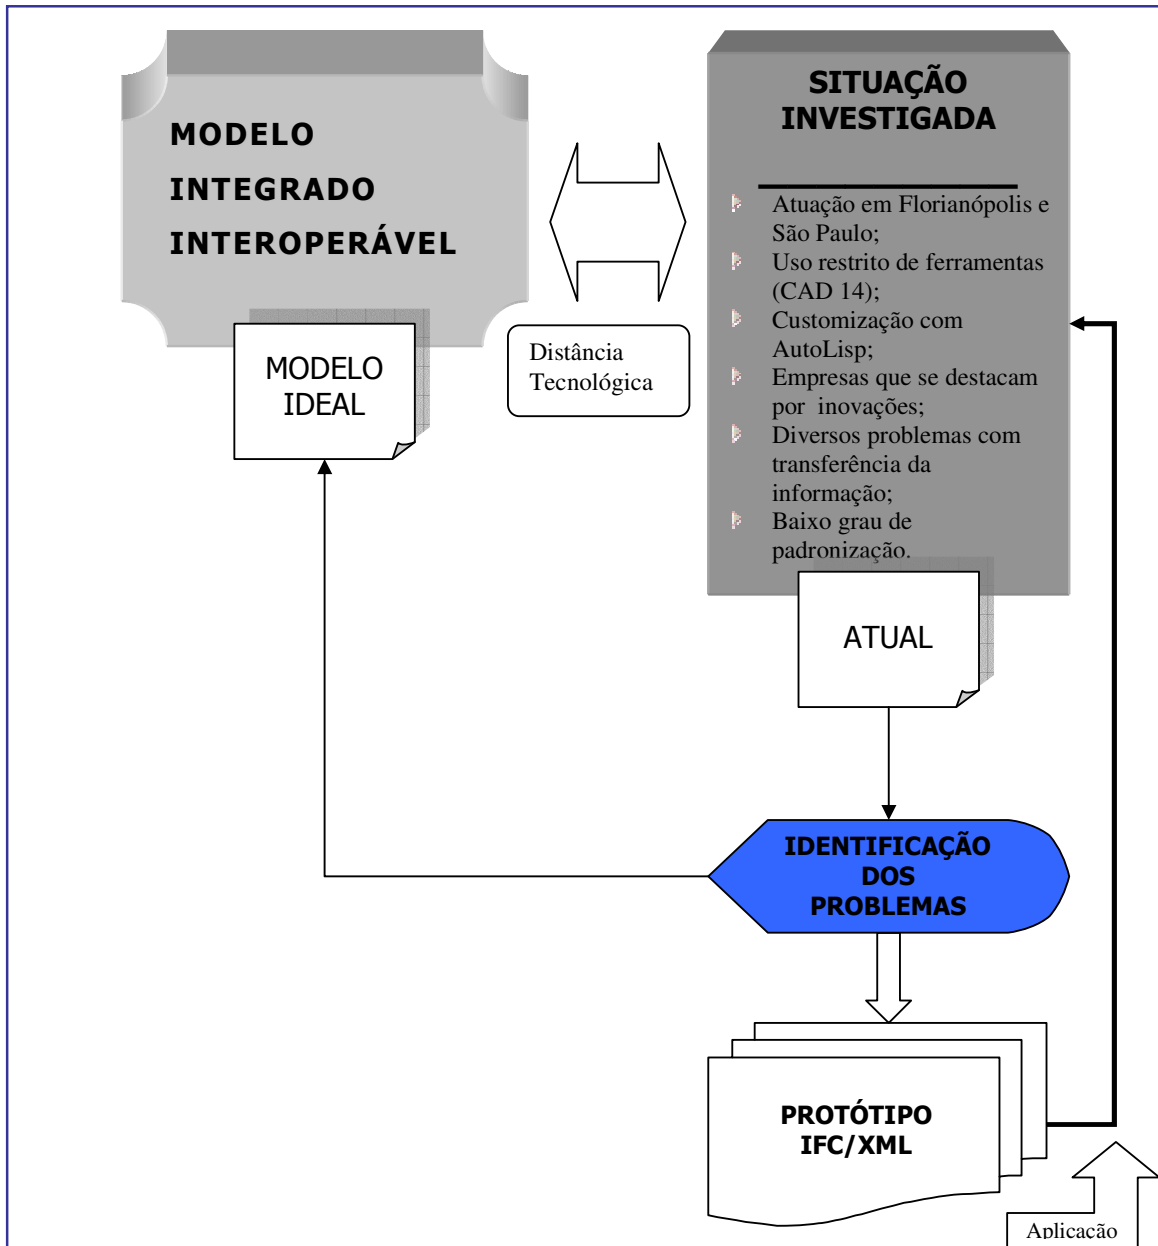 MODELO
INTEGRADO
INTEROPERÁVEL
MODELO
IDEAL
Distância
Tecnológica
SITUAÇÃO
INVESTIGADA
Atuação em Florianópolis e
São Paulo;
Uso restrito de ferramentas
(CAD 14);
Customização com
AutoLisp;
Empresas que se destacam
por inovações;
Diversos problemas com
transferência da
informação;
Baixo grau de
padronização.
ATUAL
IDENTIFICAÇÃO
DOS
PROBLEMAS
PROTÓTIPO
IFC/XML
Aplicação